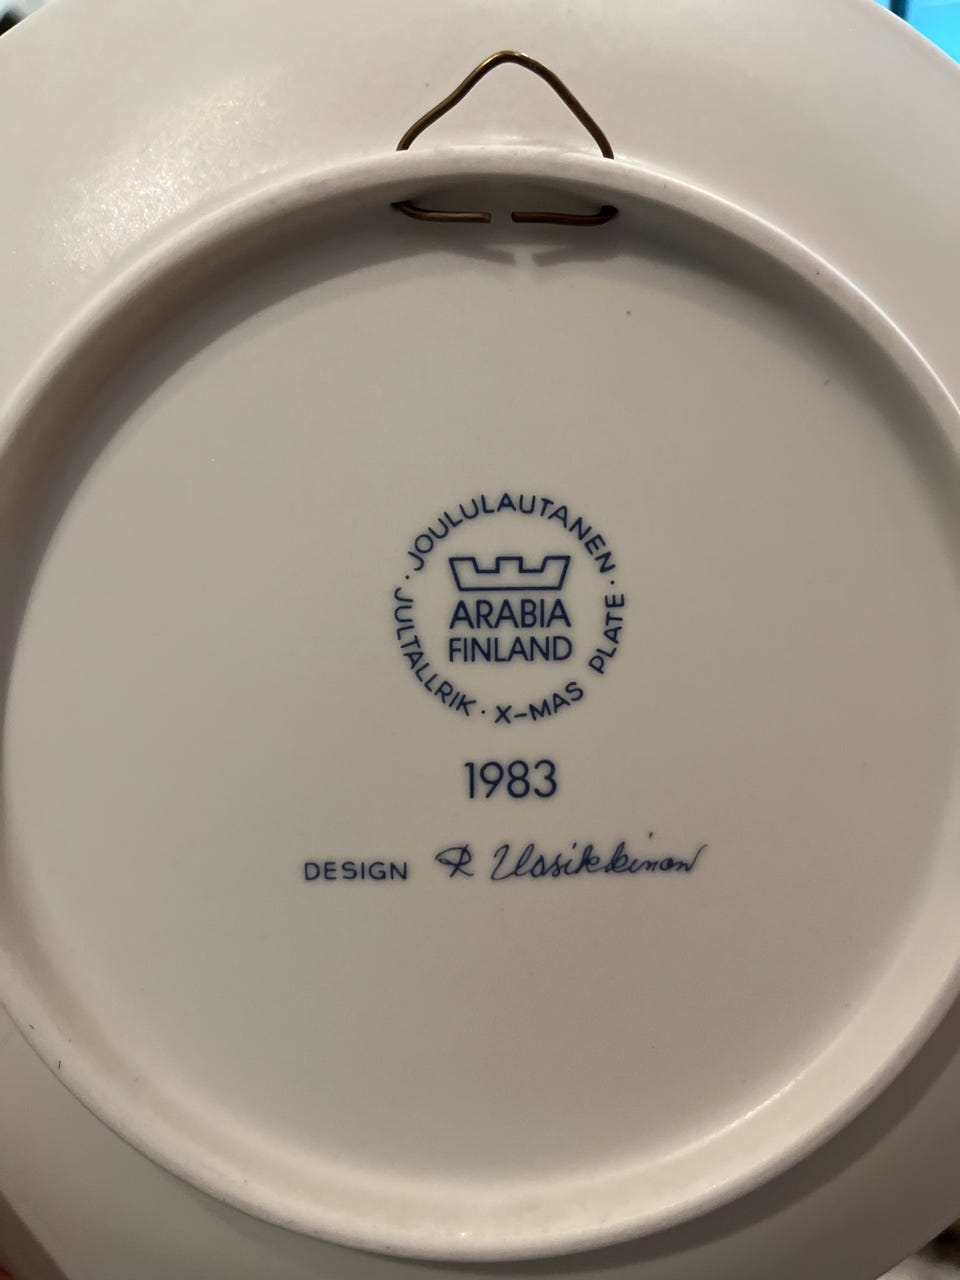 · JOULULAUTANEN · X-MAS PLATE · JULTALLRIK
ARABIA
FINLAND
1983
DESIGN R Uosikkinen